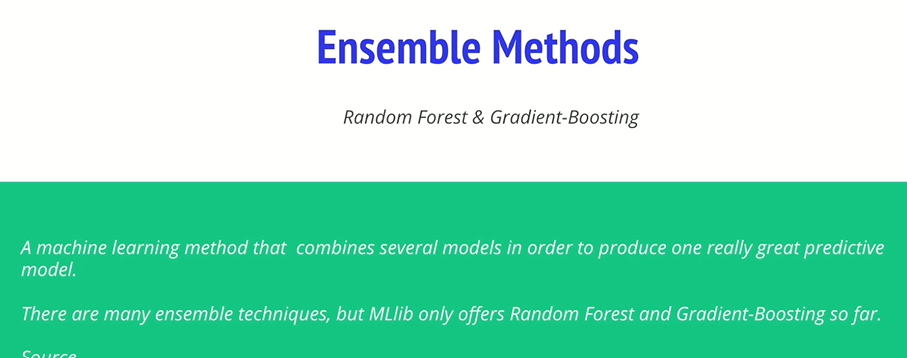 Ensemble Methods
Random Forest & Gradient-Boosting
A machine learning method that  combines several models in order to produce one really great predictive
model.
There are many ensemble techniques, but MLlib only offers Random Forest and Gradient-Boosting so far.
Source